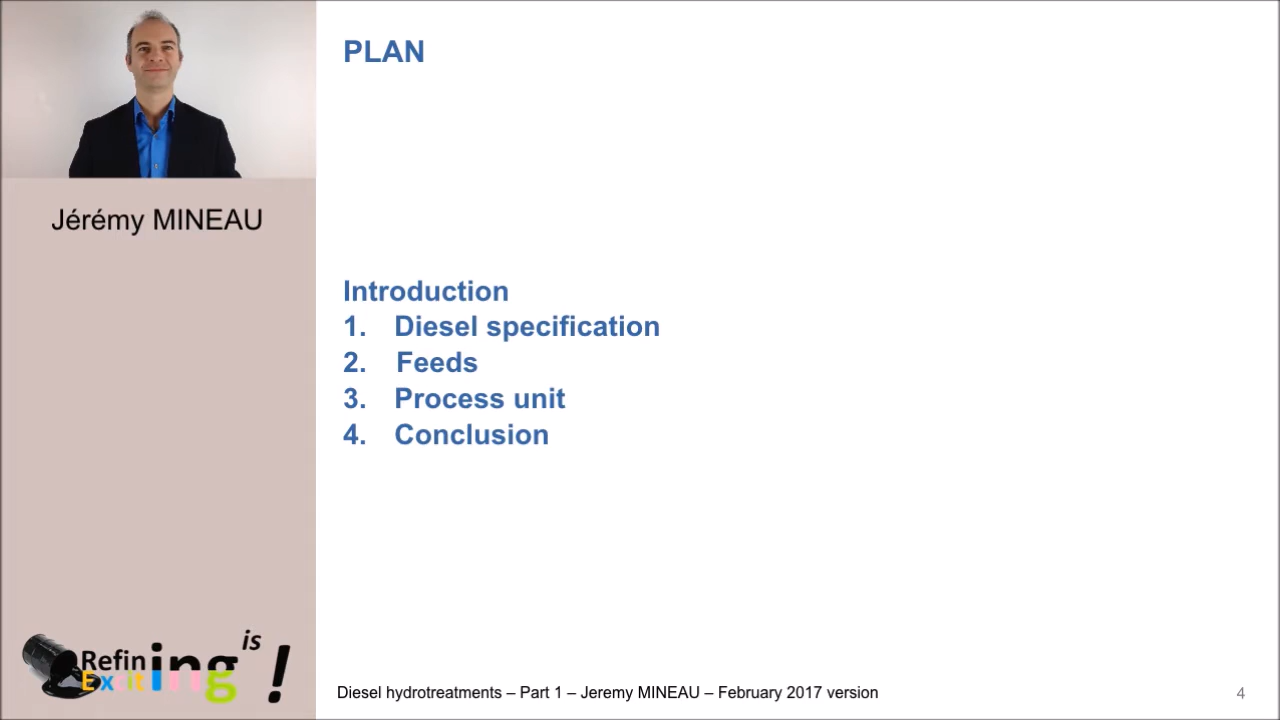 PLAN
Jérémy MINEAU
Introduction
1. Diesel specification
2. Feeds
3. Process unit
4. Conclusion
Refining is
Exciting !
Diesel hydrotreatments – Part 1 – Jeremy MINEAU – February 2017 version
4